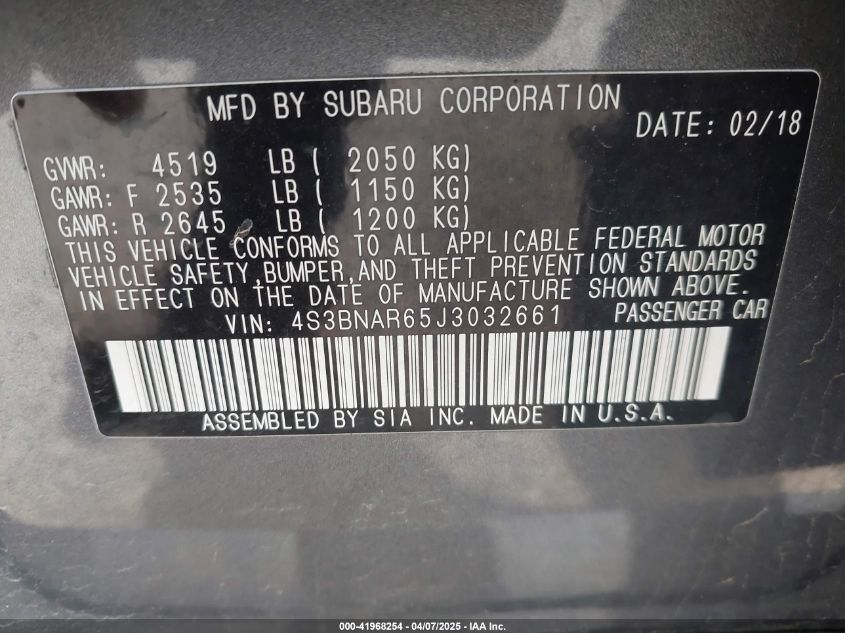 MFD BY SUBARU CORPORATION
DATE: 02/18
GVWR: 4519 LB ( 2050 KG)
GAWR: F 2535 LB ( 1150 KG)
GAWR: R 2645 LB ( 1200 KG)
THIS VEHICLE CONFORMS TO ALL APPLICABLE FEDERAL MOTOR
VEHICLE SAFETY,BUMPER,AND THEFT PREVENTION STANDARDS
IN EFFECT ON THE DATE OF MANUFACTURE SHOWN ABOVE.
VIN: 4S3BNAR65J3032661 PASSENGER CAR
ASSEMBLED BY SIA INC. MADE IN U.S.A.
000-41968254 - 04/07/2025 - IAA Inc.